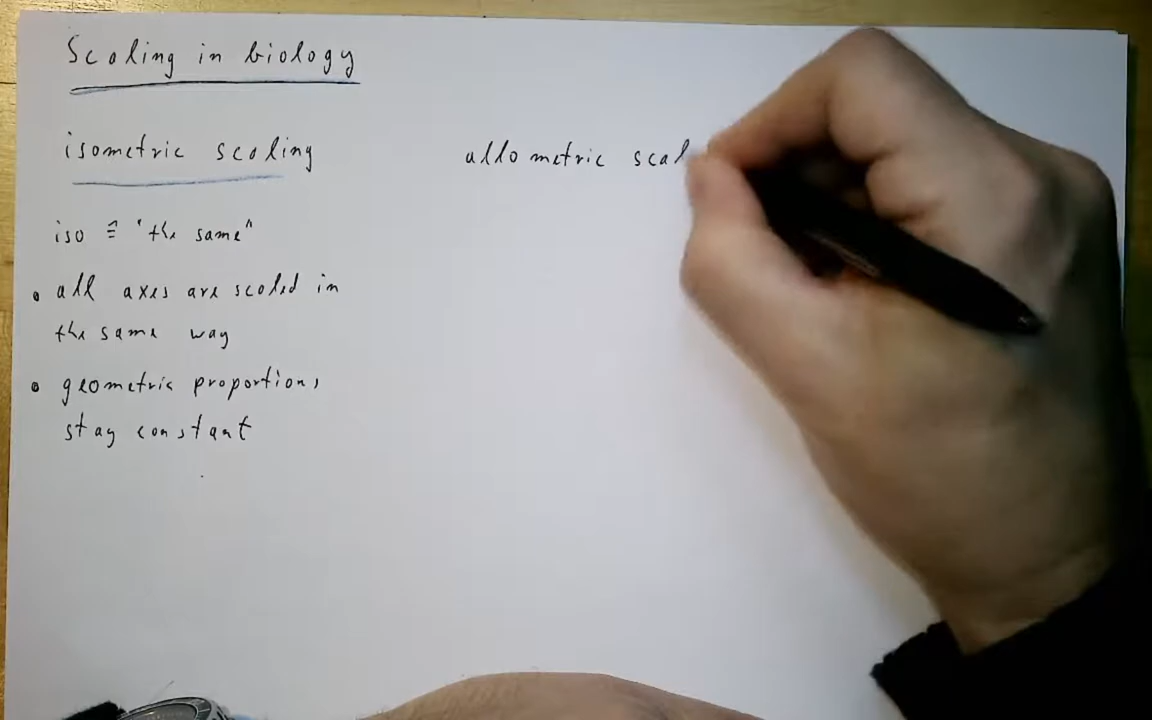 Scaling in biology
isometric scaling
allometric scal
iso ≙ "the same"
• all axes are scaled in
the same way
• geometric proportions
stay constant